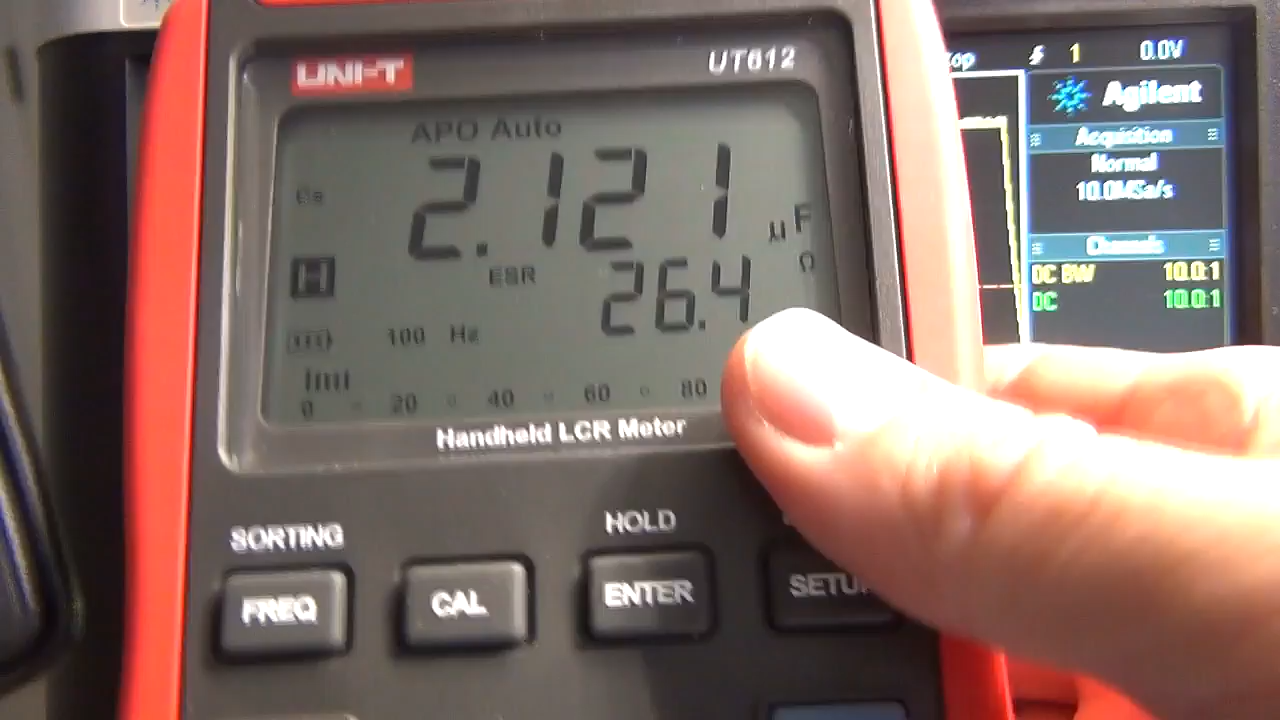 UNI-T UT612
APO Auto
Cs 2.121 µF
H ESR 26.4 Ω
100 Hz
0 20 40 60 80
Handheld LCR Meter
SORTING HOLD
FREQ CAL ENTER SETU
1 0.0V
Agilent
Acquisition
Normal
10.0MSa/s
Channels
DC BW 10.0:1
DC 10.0:1